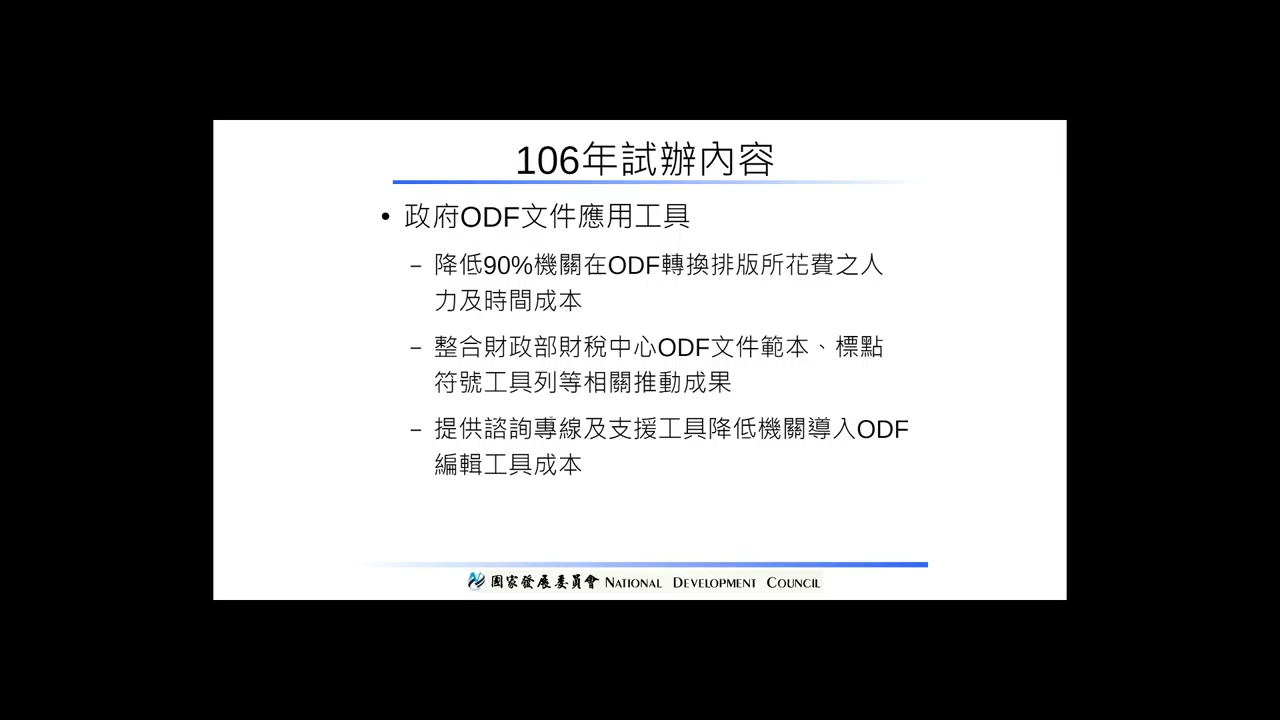 106年試辦內容
• 政府ODF文件應用工具
– 降低90%機關在ODF轉換排版所花費之人
力及時間成本
– 整合財政部財稅中心ODF文件範本、標點
符號工具列等相關推動成果
– 提供諮詢專線及支援工具降低機關導入ODF
編輯工具成本
國家發展委員會 NATIONAL DEVELOPMENT COUNCIL